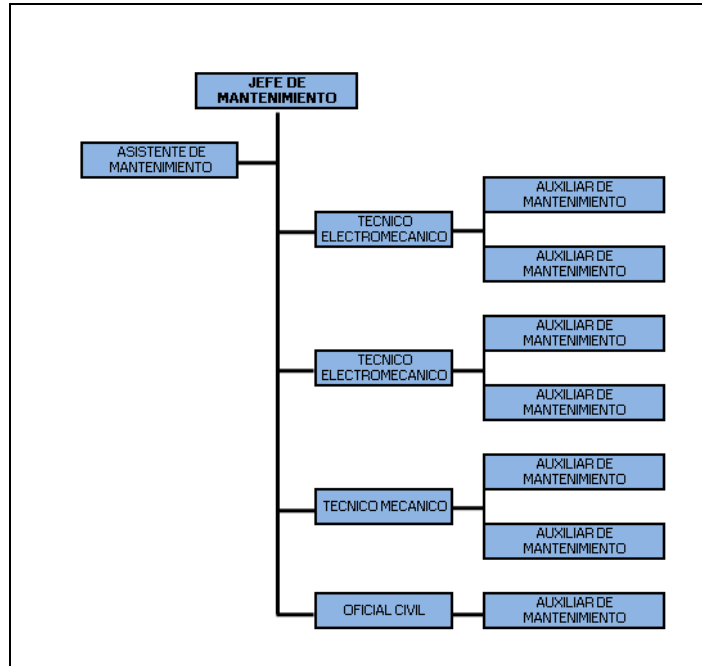 JEFE DE
MANTENIMIENTO
ASISTENTE DE
MANTENIMIENTO
TECNICO
ELECTROMECANICO
AUXILIAR DE
MANTENIMIENTO
AUXILIAR DE
MANTENIMIENTO
TECNICO
ELECTROMECANICO
AUXILIAR DE
MANTENIMIENTO
AUXILIAR DE
MANTENIMIENTO
TECNICO MECANICO
AUXILIAR DE
MANTENIMIENTO
AUXILIAR DE
MANTENIMIENTO
OFICIAL CIVIL
AUXILIAR DE
MANTENIMIENTO